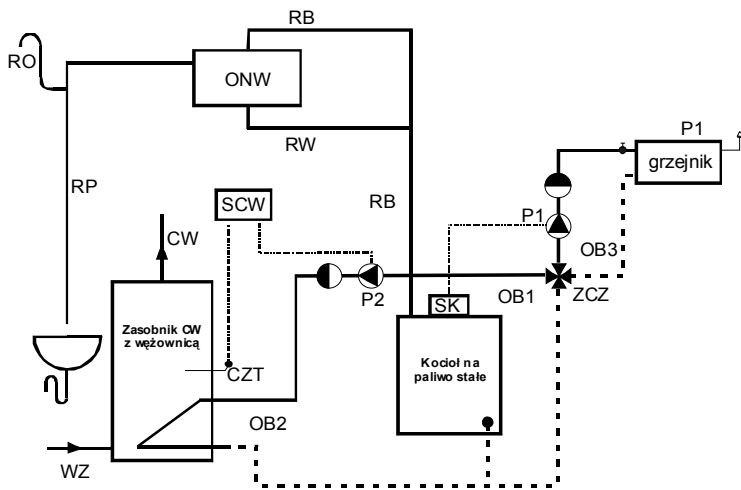 RB
RO
ONW
P1
grzejnik
RW
RP
RB
SCW
P1
CW
OB3
P2
OB1
ZCZ
SK
Zasobnik CW
z wężownicą
Kocioł na
paliwo stałe
CZT
OB2
WZ